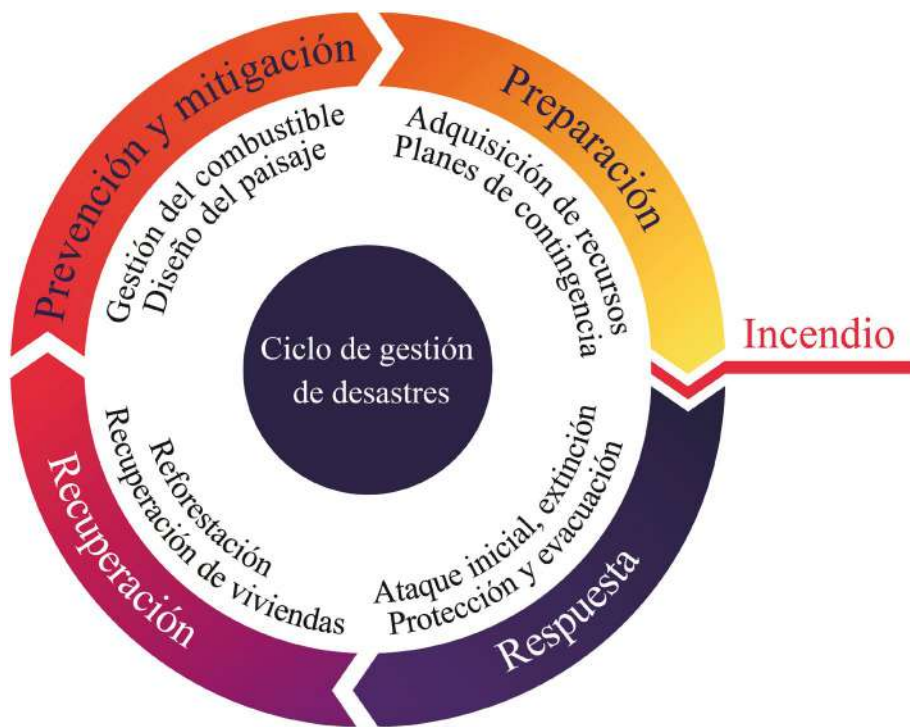 Prevención y mitigación
Gestión del combustible
Diseño del paisaje
Preparación
Adquisición de recursos
Planes de contingencia
Incendio
Ciclo de gestión
de desastres
Respuesta
Ataque inicial, extinción
Protección y evacuación
Recuperación
Reforestación
Recuperación de viviendas